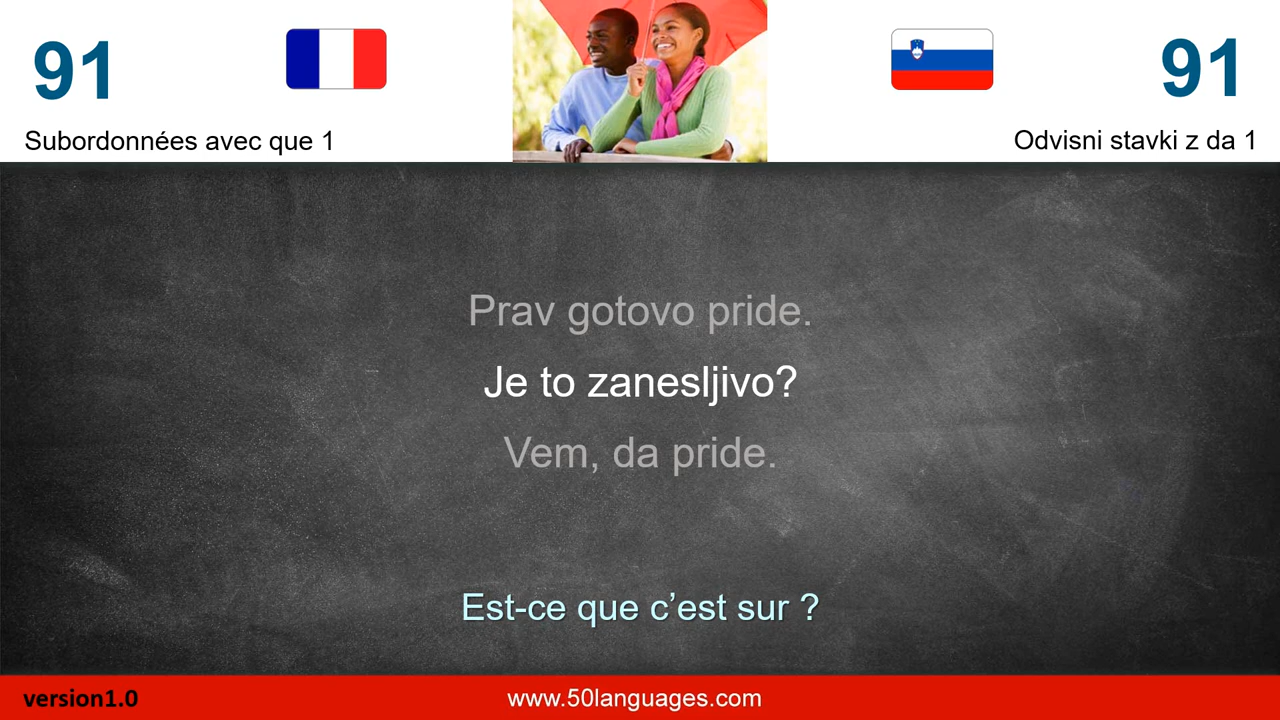 91
91
Subordonnées avec que 1
Odvisni stavki z da 1
Prav gotovo pride.
Je to zanesljivo?
Vem, da pride.
Est-ce que c’est sur ?
version1.0
www.50languages.com